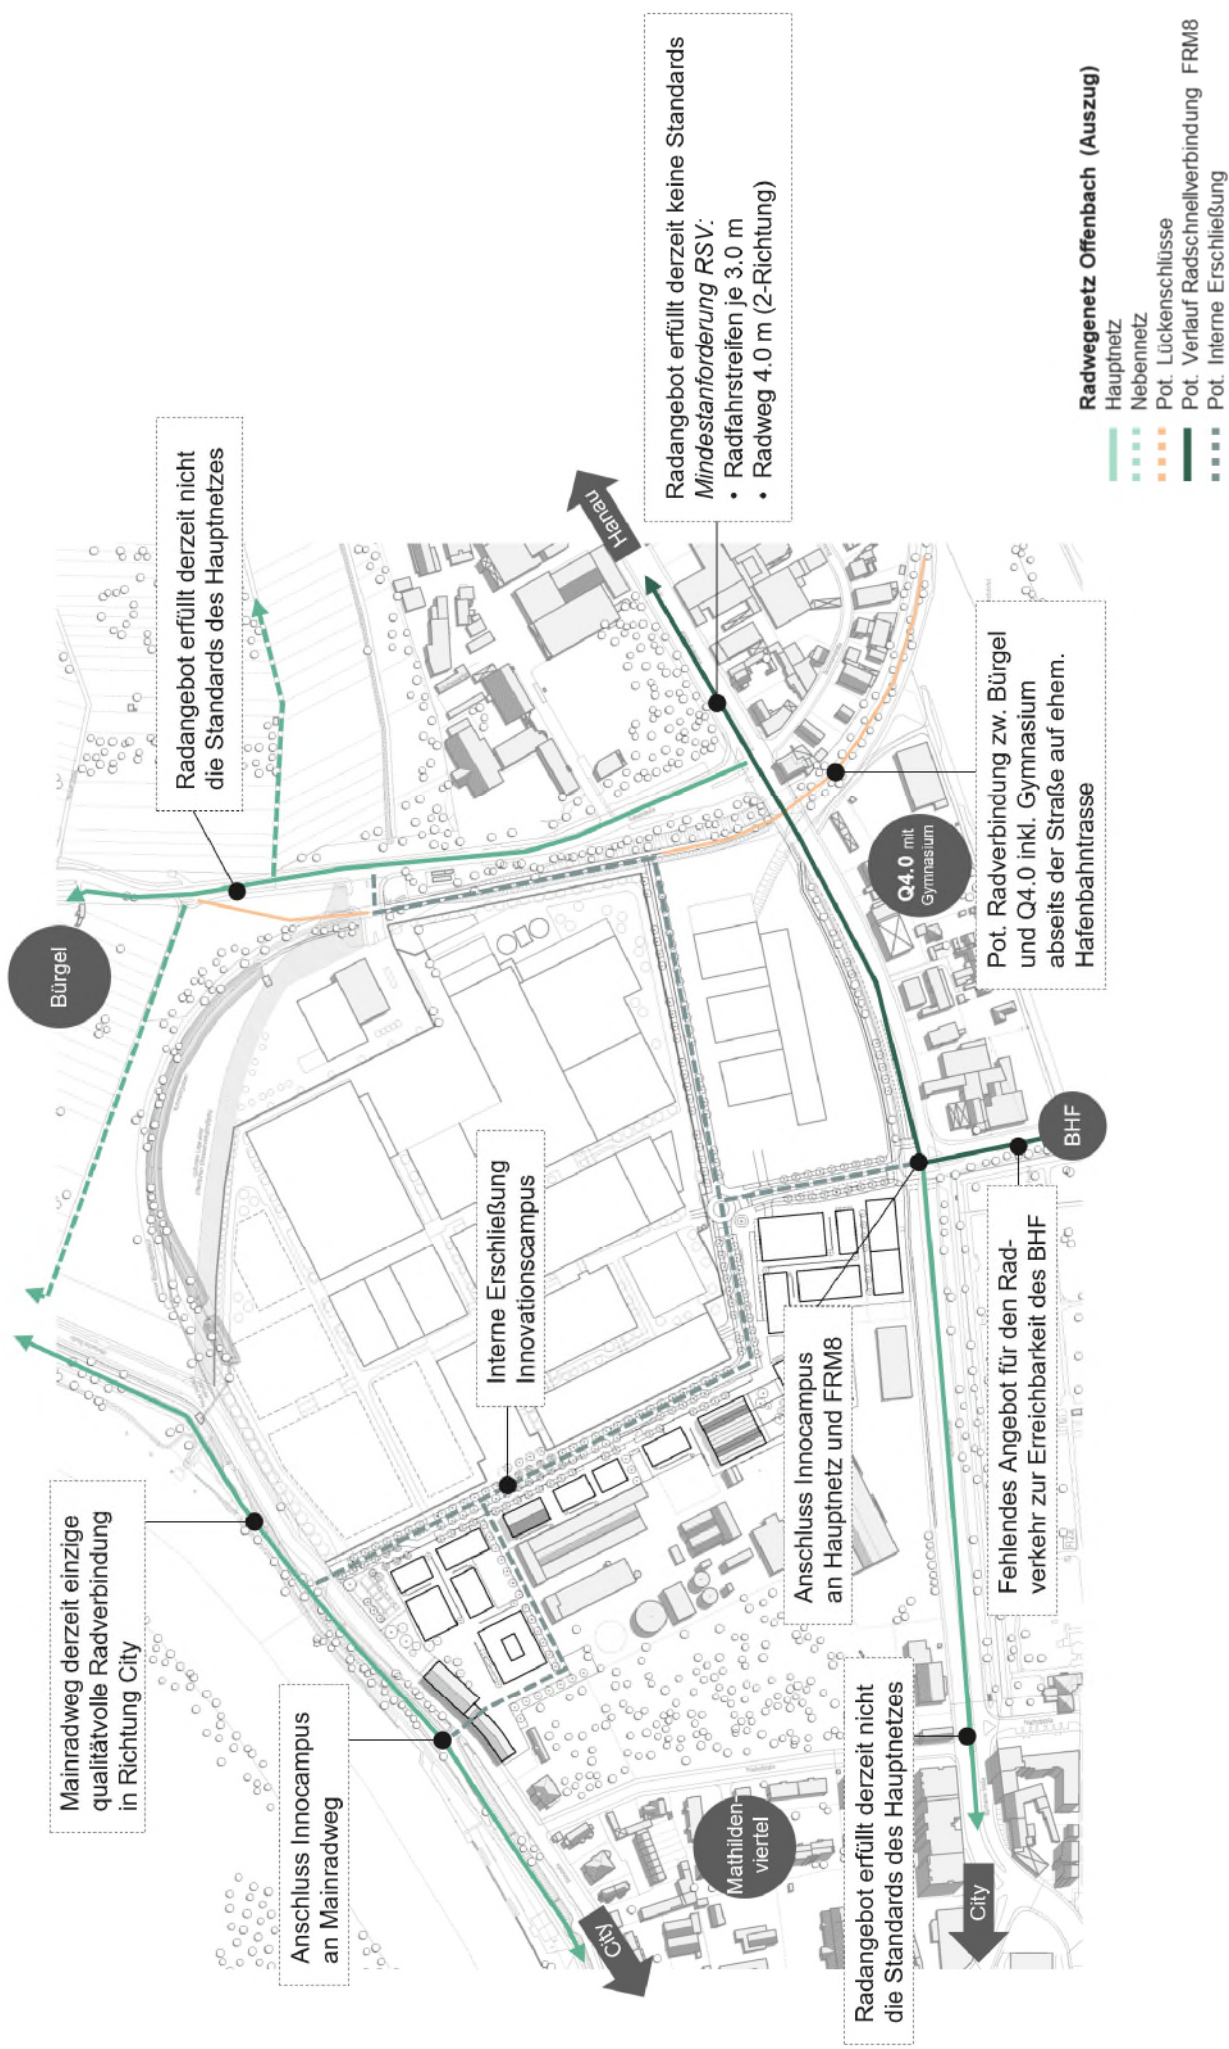 Mainradweg derzeit einzige
qualitätvolle Radverbindung
in Richtung City
Anschluss Innocampus
an Mainradweg
Bürgel
Radangebot erfüllt derzeit nicht
die Standards des Hauptnetzes
Interne Erschließung
Innovationscampus
Hanau
Radangebot erfüllt derzeit keine Standards
Mindestanforderung RSV:
• Radfahrstreifen je 3.0 m
• Radweg 4.0 m (2-Richtung)
City
Mathilden-
viertel
Anschluss Innocampus
an Hauptnetz und FRM8
Q4.0 mit
Gymnasium
Radangebot erfüllt derzeit nicht
die Standards des Hauptnetzes
City
Fehlendes Angebot für den Rad-
verkehr zur Erreichbarkeit des BHF
BHF
Pot. Radverbindung zw. Bürgel
und Q4.0 inkl. Gymnasium
abseits der Straße auf ehem.
Hafenbahntrasse
Radwegenetz Offenbach (Auszug)
Hauptnetz
Nebennetz
Pot. Lückenschlüsse
Pot. Verlauf Radschnellverbindung FRM8
Pot. Interne Erschließung